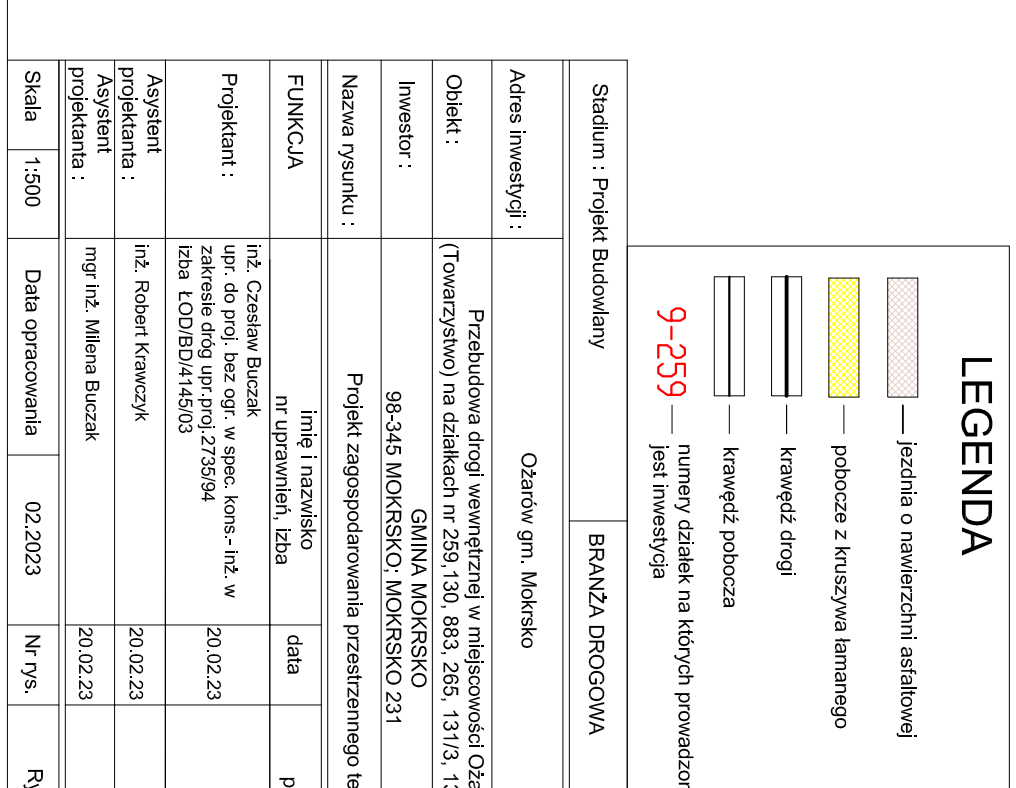 LEGENDA
jezdnia o nawierzchni asfaltowej
pobocze z kruszywa łamanego
krawędź drogi
krawędź pobocza
9-259
numery działek na których prowadzon
jest inwestycja
Stadium : Projekt Budowlany
BRANŻA DROGOWA
Adres inwestycji :
Ożarów gm. Mokrsko
Obiekt :
Przebudowa drogi wewnętrznej w miejscowości Oża
(Towarzystwo) na działkach nr 259,130, 883, 265, 131/3, 13
Inwestor :
GMINA MOKRSKO
98-345 MOKRSKO; MOKRSKO 231
Nazwa rysunku :
Projekt zagospodarowania przestrzennego te
FUNKCJA
imię i nazwisko
nr uprawnień, izba
data
p
Projektant :
inż. Czesław Buczak
upr. do proj. bez ogr. w spec. kons.- inż. w
zakresie dróg upr.proj.2735/94
izba ŁOD/BD/4145/03
20.02.23
Asystent
projektanta :
inż. Robert Krawczyk
20.02.23
Asystent
projektanta :
mgr inż. Milena Buczak
20.02.23
Skala
1:500
Data opracowania
02.2023
Nr rys.
Ry